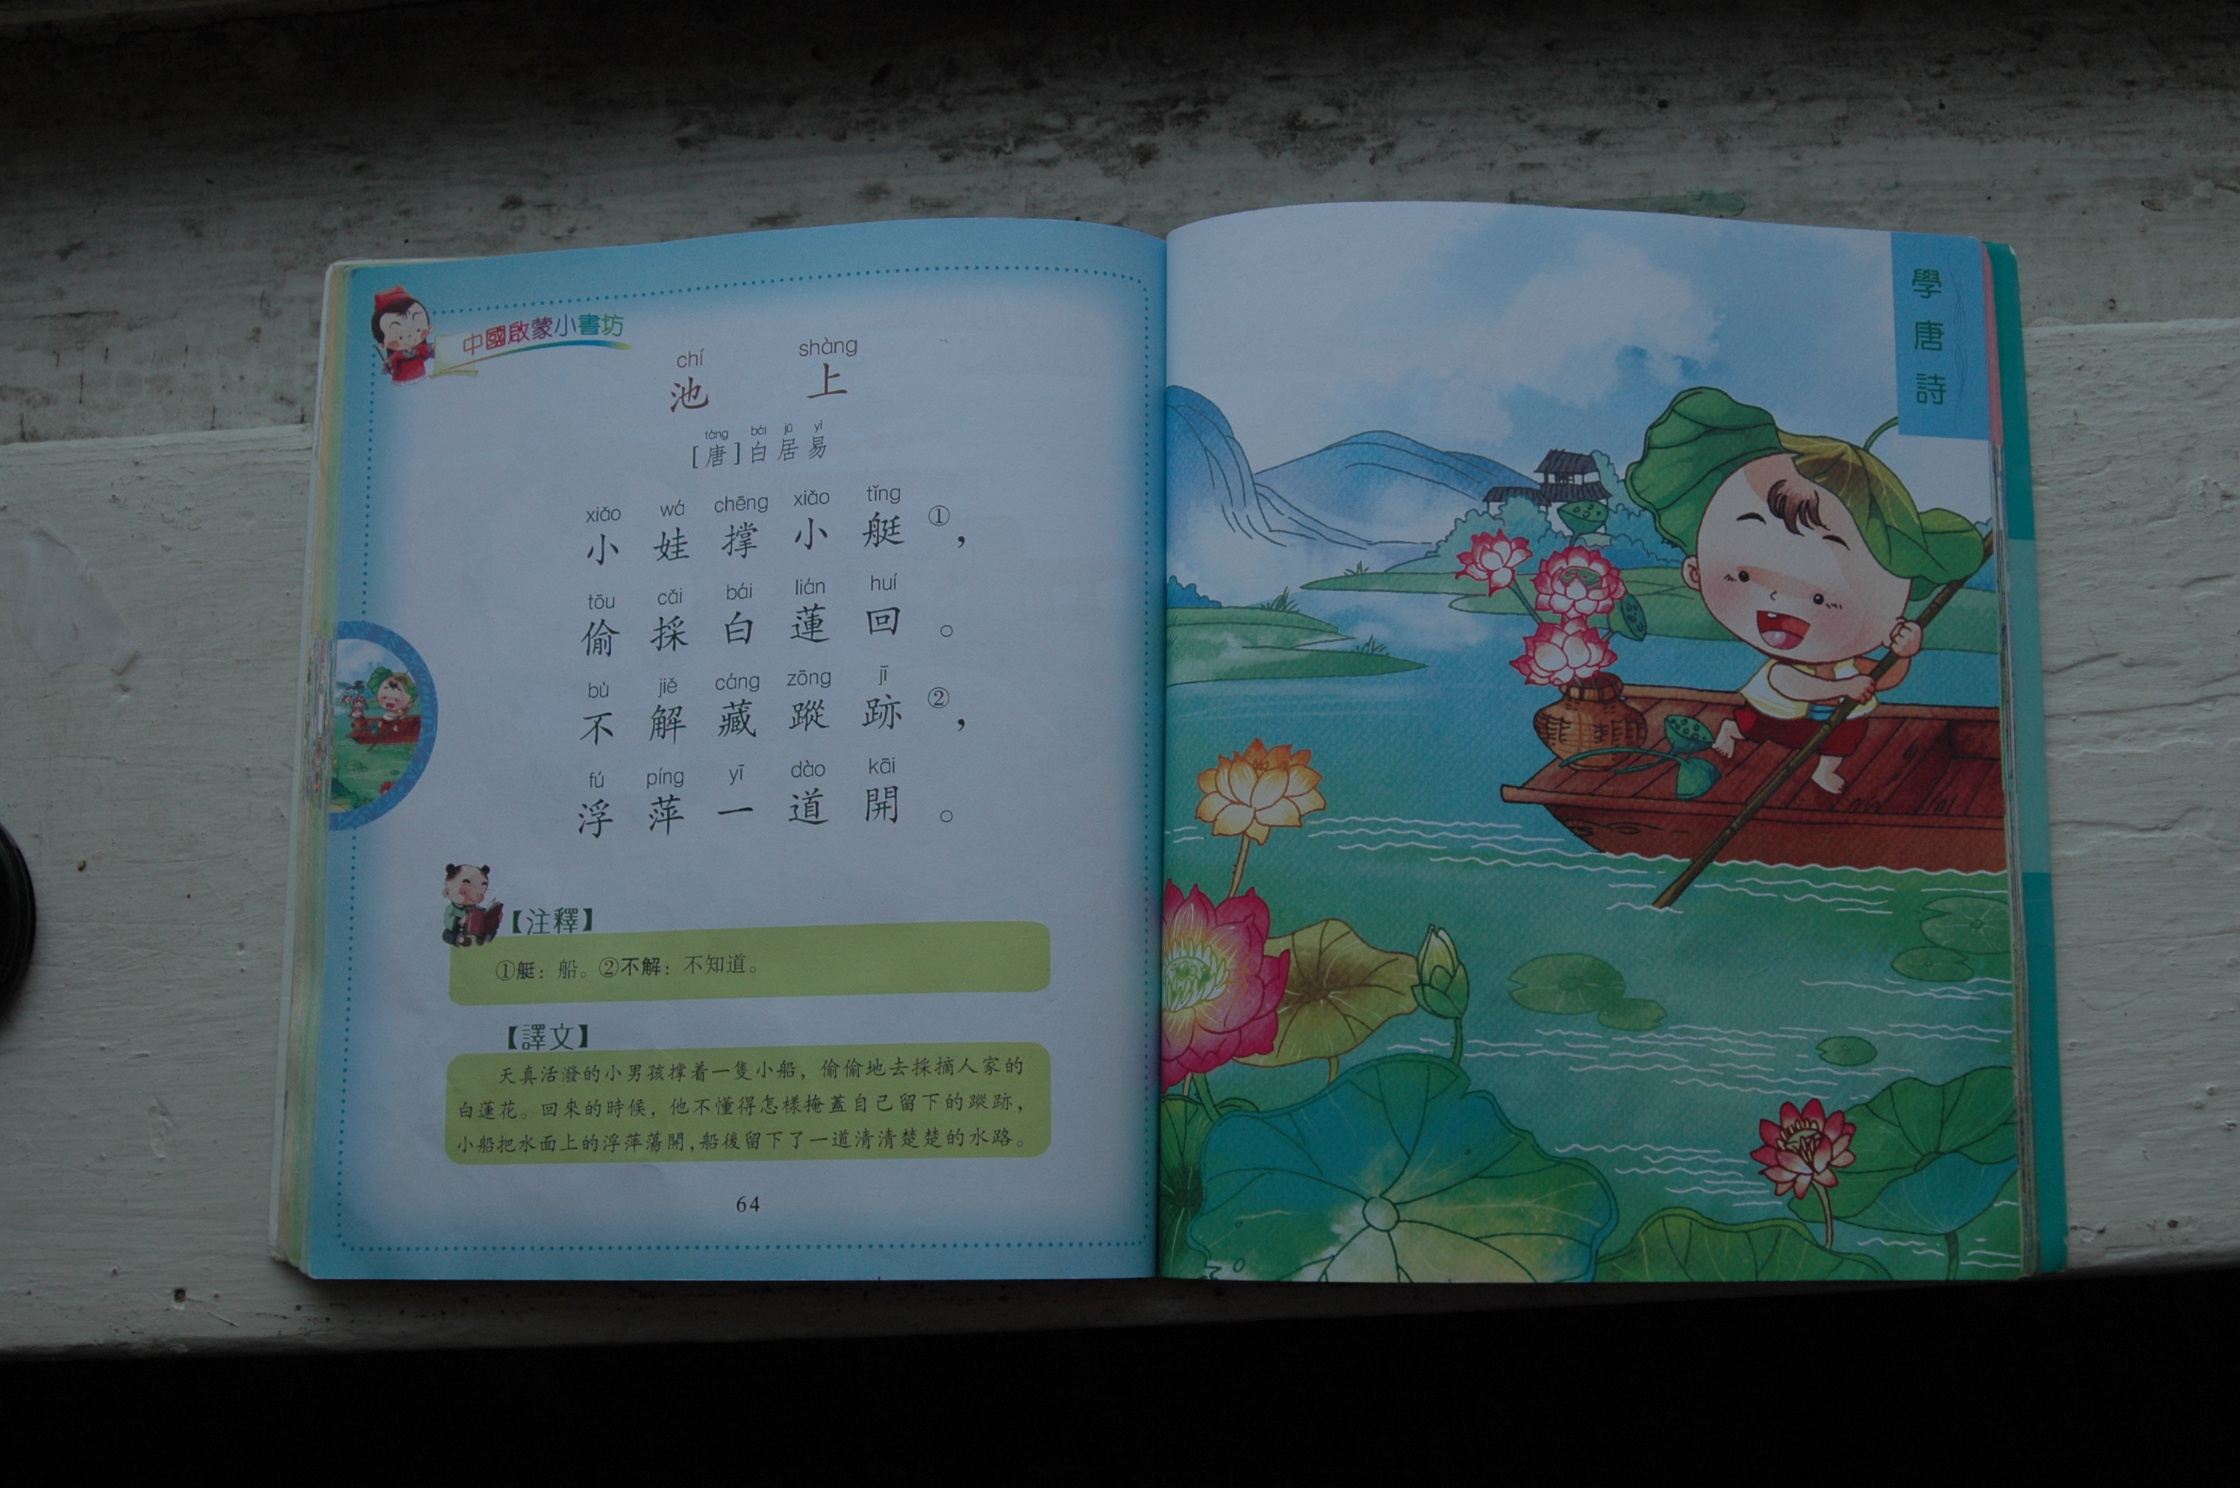 中國啟蒙小書坊
chí shàng
池 上
táng bái jū yì
[唐]白居易
xiǎo wá chēng xiǎo tǐng
小 娃 撑 小 艇 ①，
tōu cǎi bái lián huí
偷 採 白 蓮 回 。
bù jiě cáng zōng jī
不 解 藏 蹤 跡 ②，
fú píng yī dào kāi
浮 萍 一 道 開 。
【注釋】
①艇：船。②不解：不知道。
【譯文】
天真活潑的小男孩撑着一隻小船，偷偷地去採摘人家的
白蓮花。回來的時候，他不懂得怎樣掩蓋自己留下的蹤跡，
小船把水面上的浮萍蕩開，船後留下了一道清清楚楚的水路。
64
學唐詩